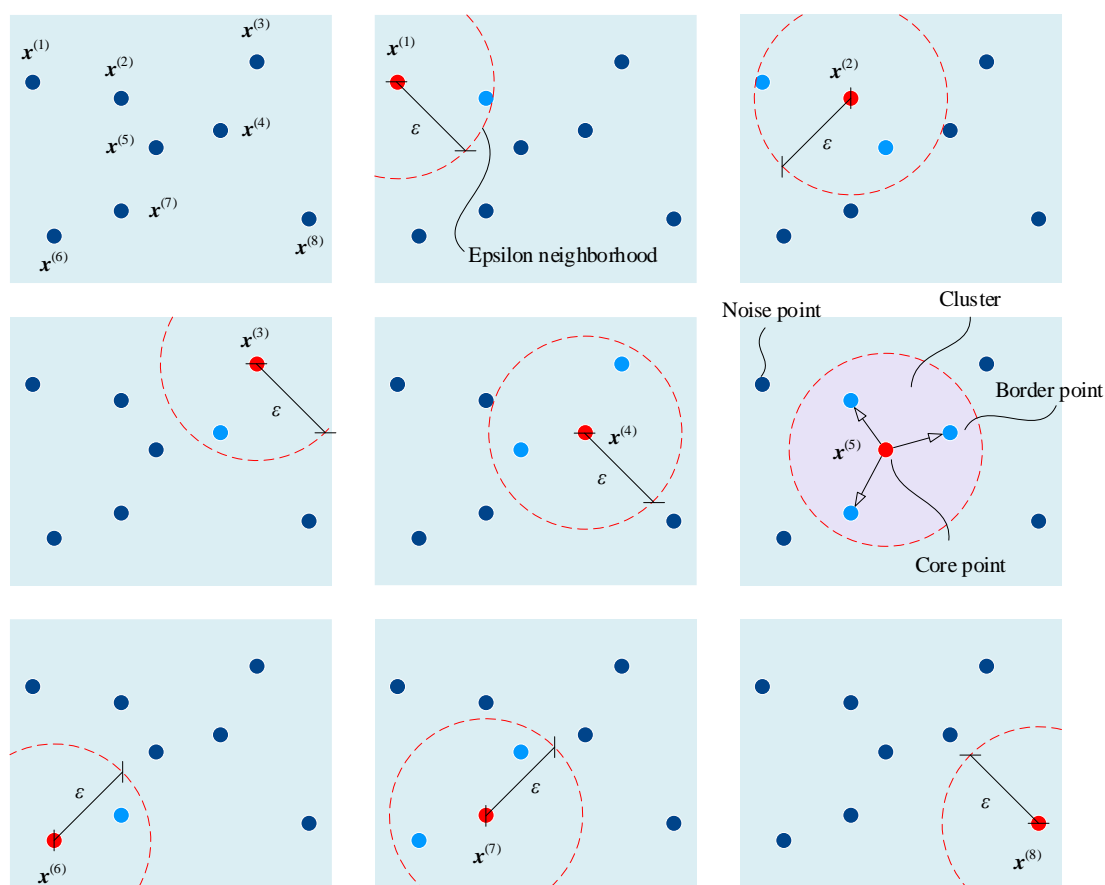 x(3)
x(1)
x(2)
x(5)
x(4)
x(7)
x(6)
x(8)
x(1)
ε
Epsilon neighborhood
x(2)
ε
x(3)
ε
x(4)
ε
Noise point
Cluster
Border point
x(5)
Core point
ε
x(6)
ε
x(7)
ε
x(8)